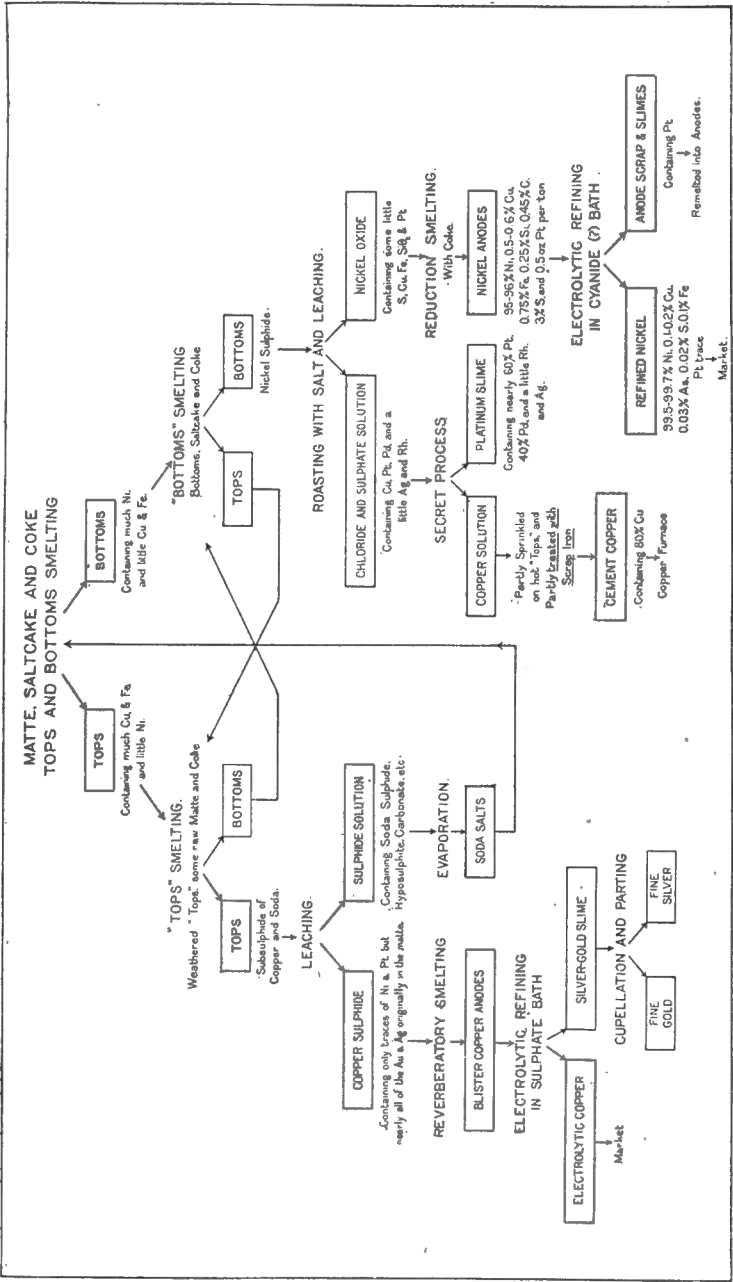 MATTE, SALTCAKE AND COKE
TOPS AND BOTTOMS SMELTING
TOPS
Containing much Cu, & Fe
and little Ni.
BOTTOMS
Containing much Ni.
and little Cu & Fe.
"TOPS" SMELTING.
Weathered "Tops," some raw Matte and Coke
TOPS
Subsulphide of
Copper and Soda.
BOTTOMS
"BOTTOMS" SMELTING
Bottoms, Saltcake and Coke
TOPS
BOTTOMS
Nickel Sulphide.
LEACHING.
COPPER SULPHIDE
Containing only traces of Ni & Pt but
nearly all of the Au & Ag originally in the matte.
SULPHIDE SOLUTION
Containing Soda Sulphide,
Hyposulphite, Carbonate, etc.
REVERBERATORY SMELTING
EVAPORATION.
BLISTER COPPER ANODES
SODA SALTS
ELECTROLYTIC REFINING
IN SULPHATE BATH
ELECTROLYTIC COPPER
Market
SILVER-GOLD SLIME
CUPELLATION AND PARTING
FINE
GOLD
FINE
SILVER
ROASTING WITH SALT AND LEACHING.
CHLORIDE AND SULPHATE SOLUTION
Containing Cu, Pt, Pd, and a
little Ag and Rh.
NICKEL OXIDE
Containing some little
S, Cu, Fe, SiO₂ & Pt
SECRET PROCESS
REDUCTION SMELTING.
With Coke.
COPPER SOLUTION
Partly Sprinkled
on hot "Tops," and
Partly treated with
Scrap Iron
PLATINUM SLIME
Containing nearly 60% Pt,
40% Pd, and a little Rh.
and Ag.
NICKEL ANODES
95-96% Ni, 0.5-0.6% Cu,
0.75% Fe, 0.25% Si, 0.45% C.
3% S, and 0.5 oz Pt per ton
CEMENT COPPER
Containing 80% Cu
Copper Furnace
ELECTROLYTIC REFINING
IN CYANIDE (?) BATH.
REFINED NICKEL
99.5-99.7% Ni, 0.1-0.2% Cu,
0.03% As, 0.02% S, 0.1% Fe
Pt trace
Market.
ANODE SCRAP & SLIMES
Containing Pt
Remelted into Anodes.